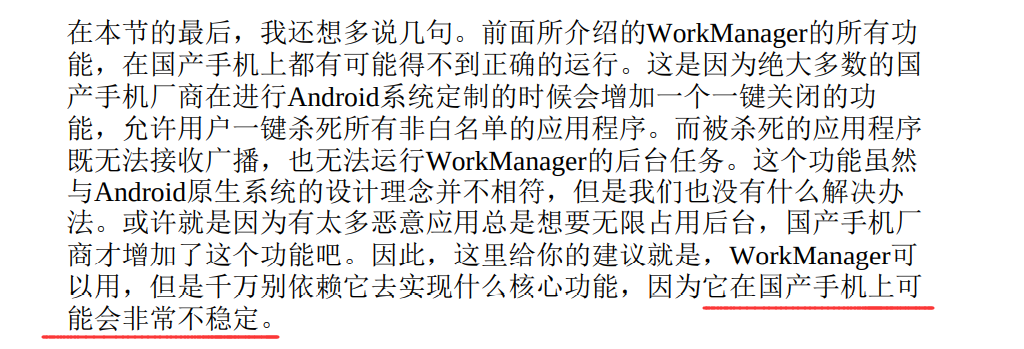 在本节的最后，我还想多说几句。前面所介绍的WorkManager的所有功
能，在国产手机上都有可能得不到正确的运行。这是因为绝大多数的国
产手机厂商在进行Android系统定制的时候会增加一个一键关闭的功
能，允许用户一键杀死所有非白名单的应用程序。而被杀死的应用程序
既无法接收广播，也无法运行WorkManager的后台任务。这个功能虽然
与Android原生系统的设计理念并不相符，但是我们也没有什么解决办
法。或许就是因为有太多恶意应用总是想要无限占用后台，国产手机厂
商才增加了这个功能吧。因此，这里给你的建议就是，WorkManager可
以用，但是千万别依赖它去实现什么核心功能，因为它在国产手机上可
能会非常不稳定。